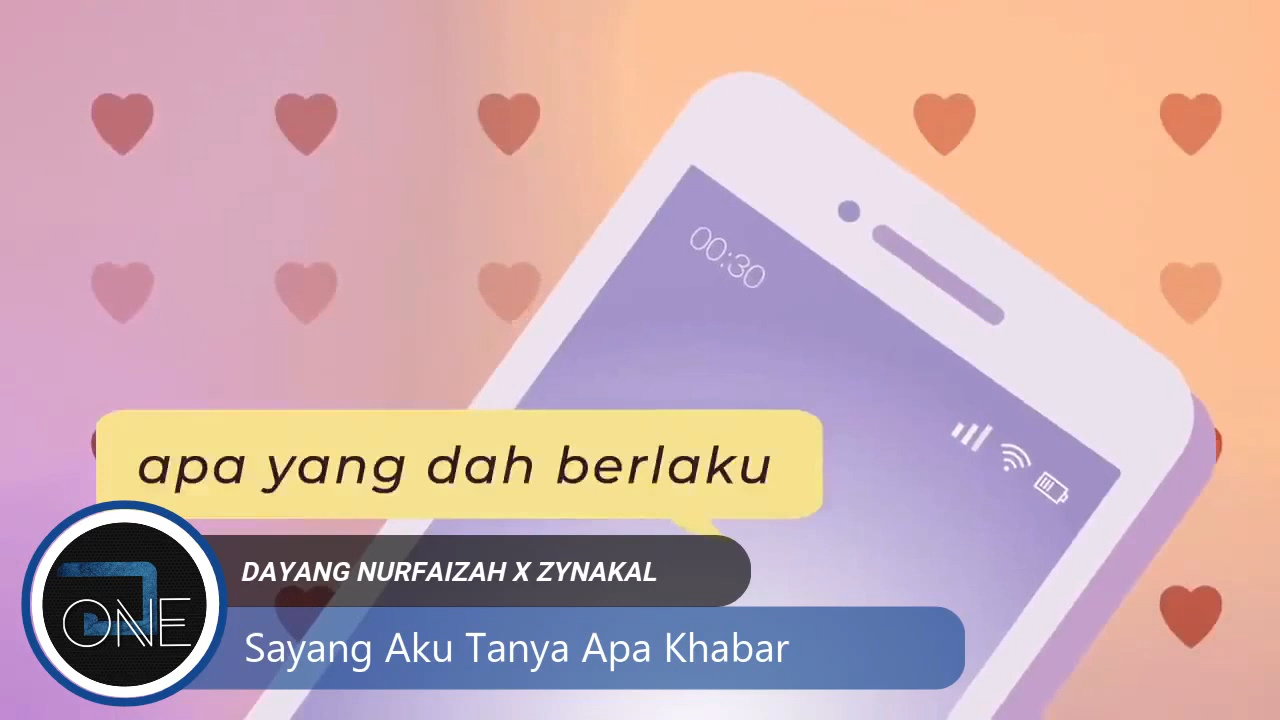 00:30
apa yang dah berlaku
DAYANG NURFAIZAH X ZYNAKAL
ONE
Sayang Aku Tanya Apa Khabar